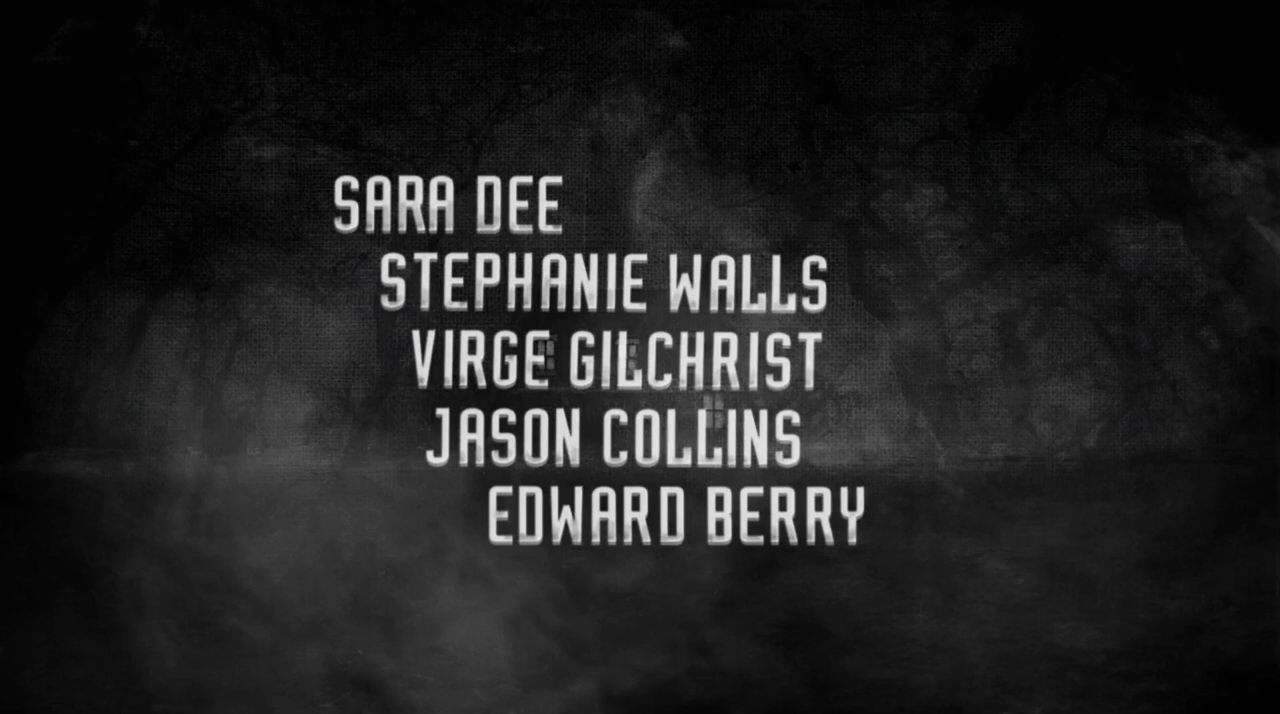 SARA DEE
STEPHANIE WALLS
VIRGE GILCHRIST
JASON COLLINS
EDWARD BERRY